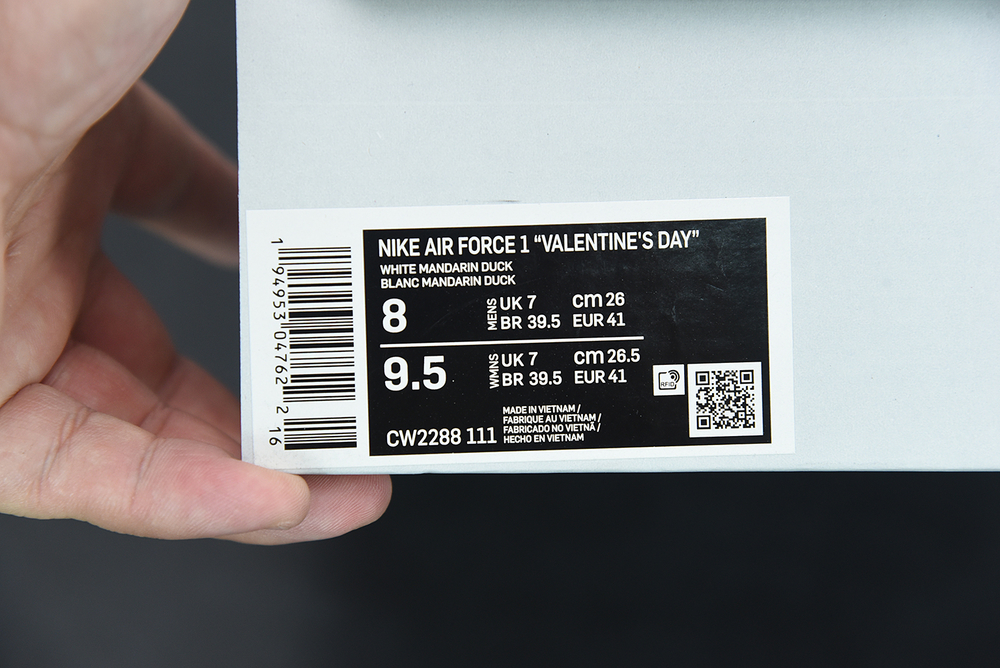 NIKE AIR FORCE 1 “VALENTINE'S DAY”
WHITE MANDARIN DUCK
BLANC MANDARIN DUCK
8
MENS
UK 7 cm 26
BR 39.5 EUR 41
9.5
WMNS
UK 7 cm 26.5
BR 39.5 EUR 41
RFID
CW2288 111
MADE IN VIETNAM /
FABRIQUE AU VIETNAM /
FABRICADO NO VIETNÃ /
HECHO EN VIETNAM
1 94953 04762 2 16